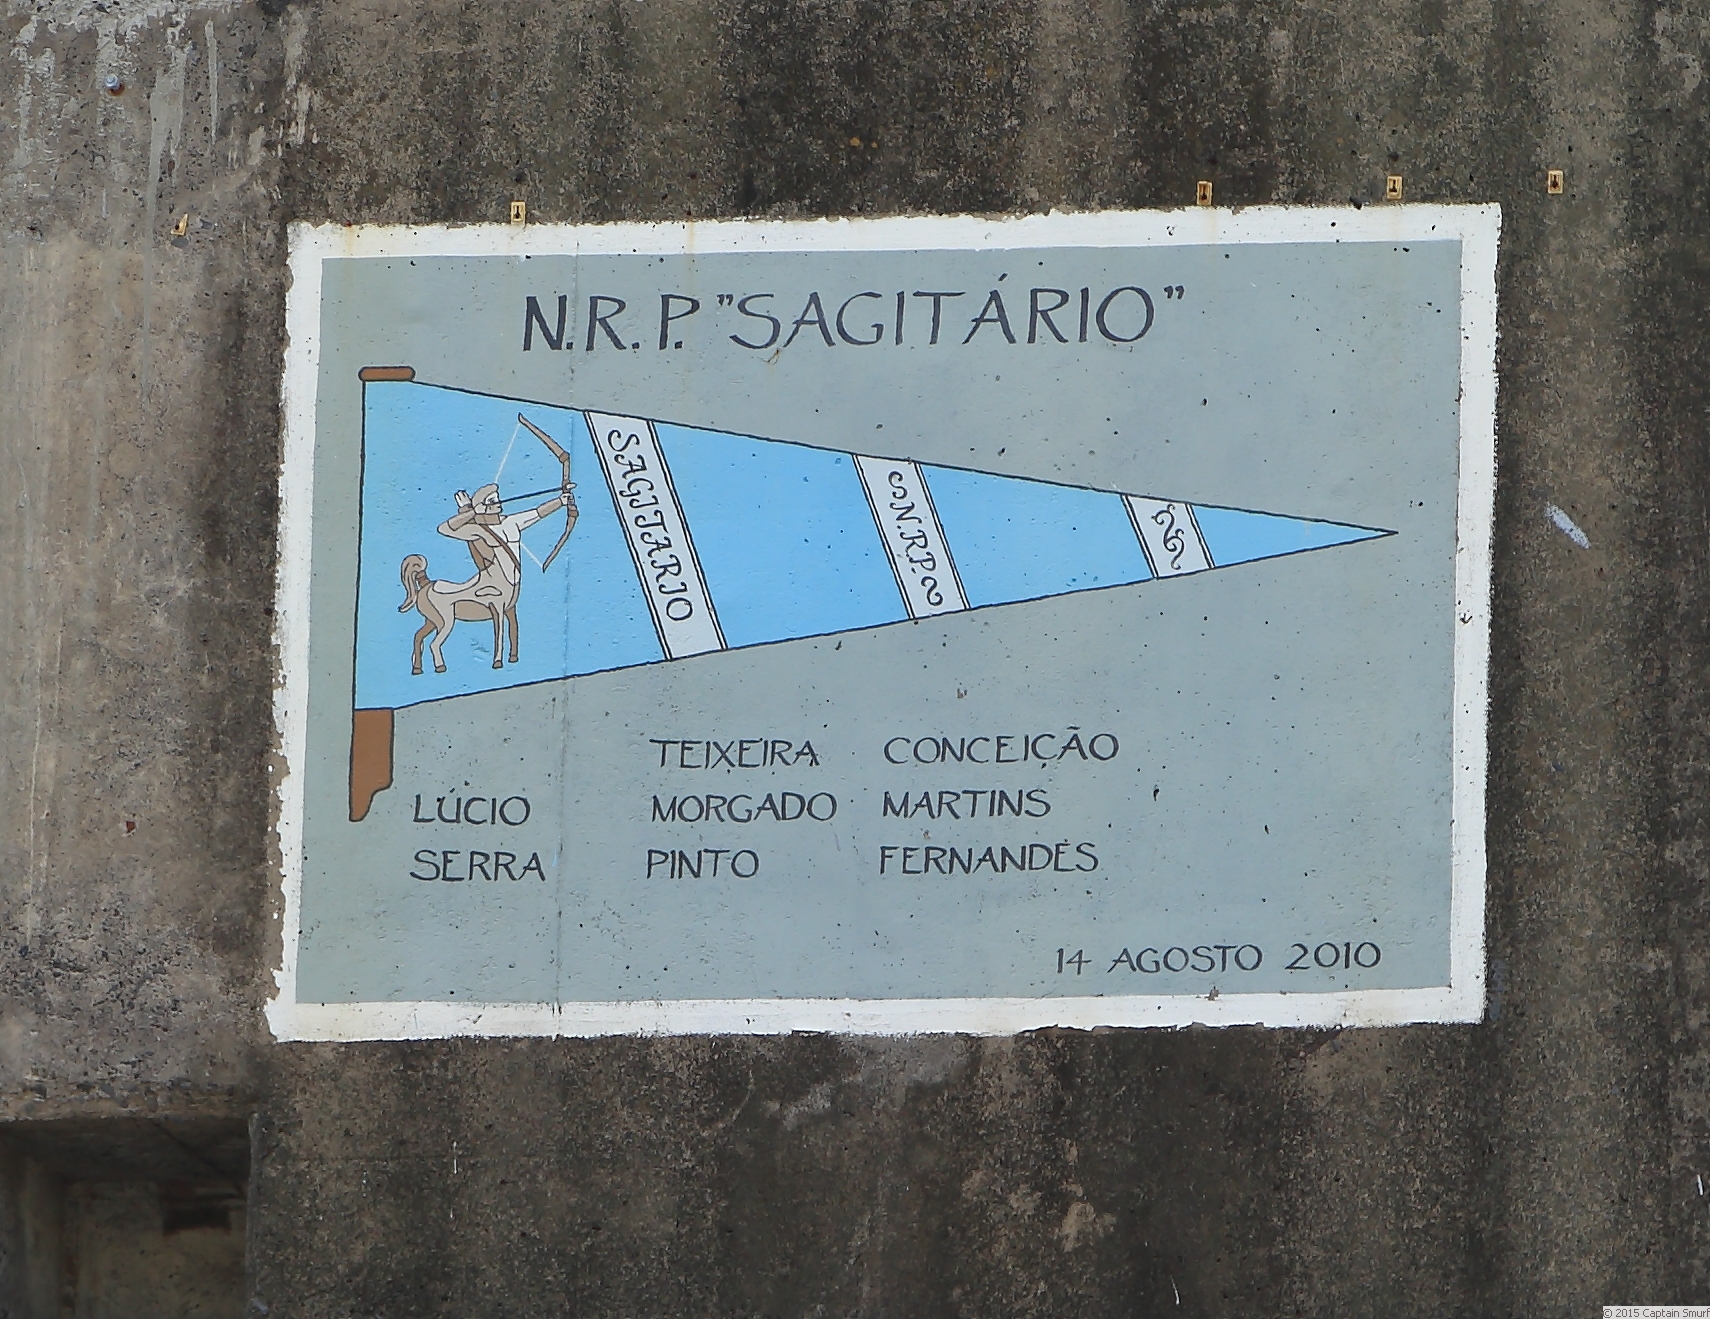 N.R.P. "SAGITÁRIO"
SAGITARIO
N.R.P.
TEIXEIRA CONCEIÇÃO
LÚCIO MORGADO MARTINS
SERRA PINTO FERNANDES
14 AGOSTO 2010
© 2015 Captain Smurf